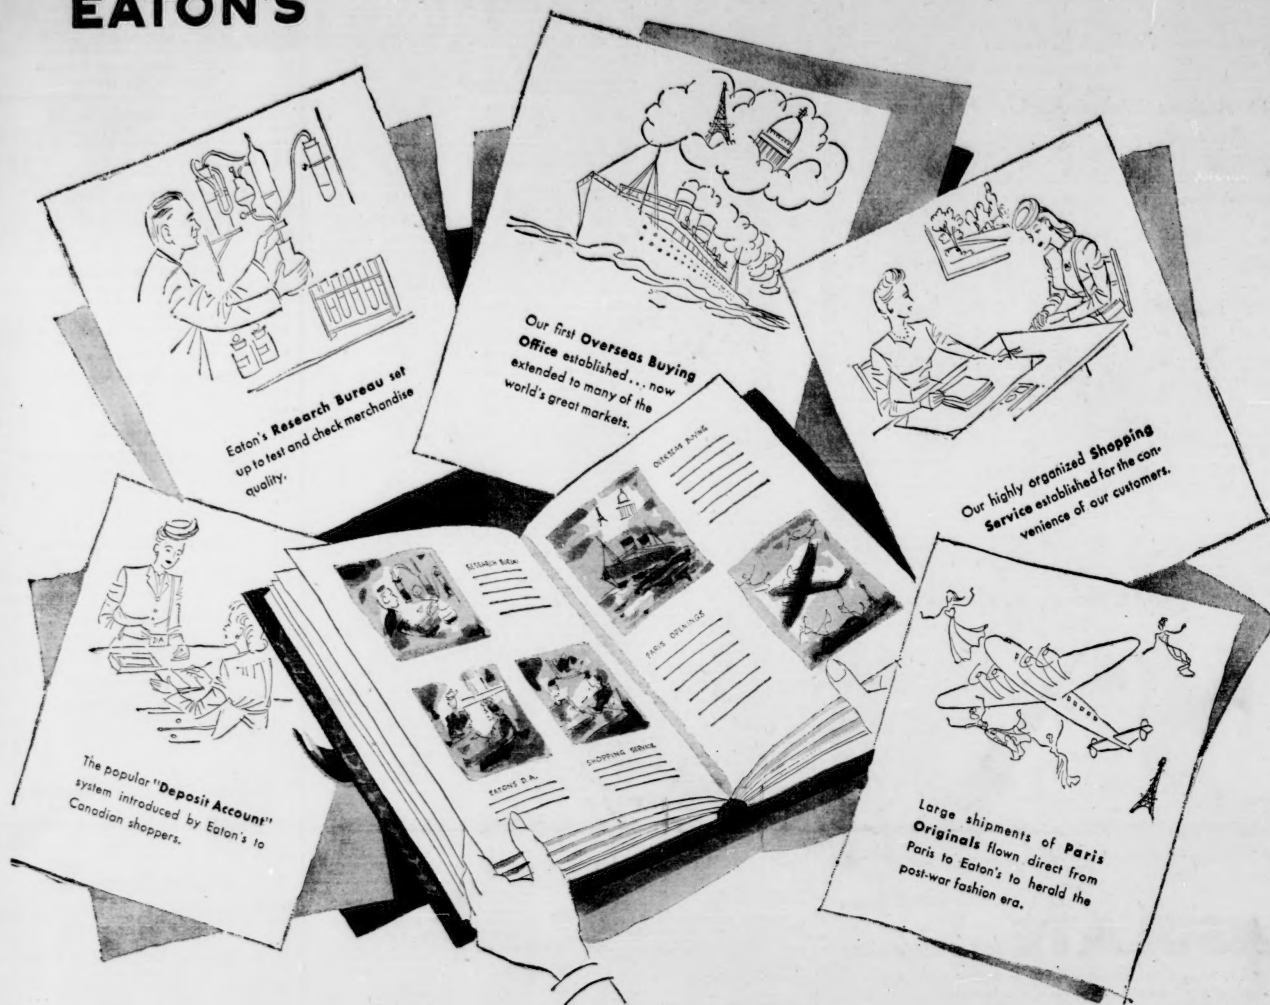 EATON'S
Eaton's Research Bureau set
up to test and check merchandise
quality.
Our first Overseas Buying
Office established... now
extended to many of the
world's great markets.
Our highly organized Shopping
Service established for the con-
venience of our customers.
The popular "Deposit Account"
system introduced by Eaton's to
Canadian shoppers.
RESEARCH BUREAU
EATONS D.A.
SHOPPING SERVICE
OVERSEAS BUYING
PARIS OPENINGS
Large shipments of Paris
Originals flown direct from
Paris to Eaton's to herald the
post-war fashion era.